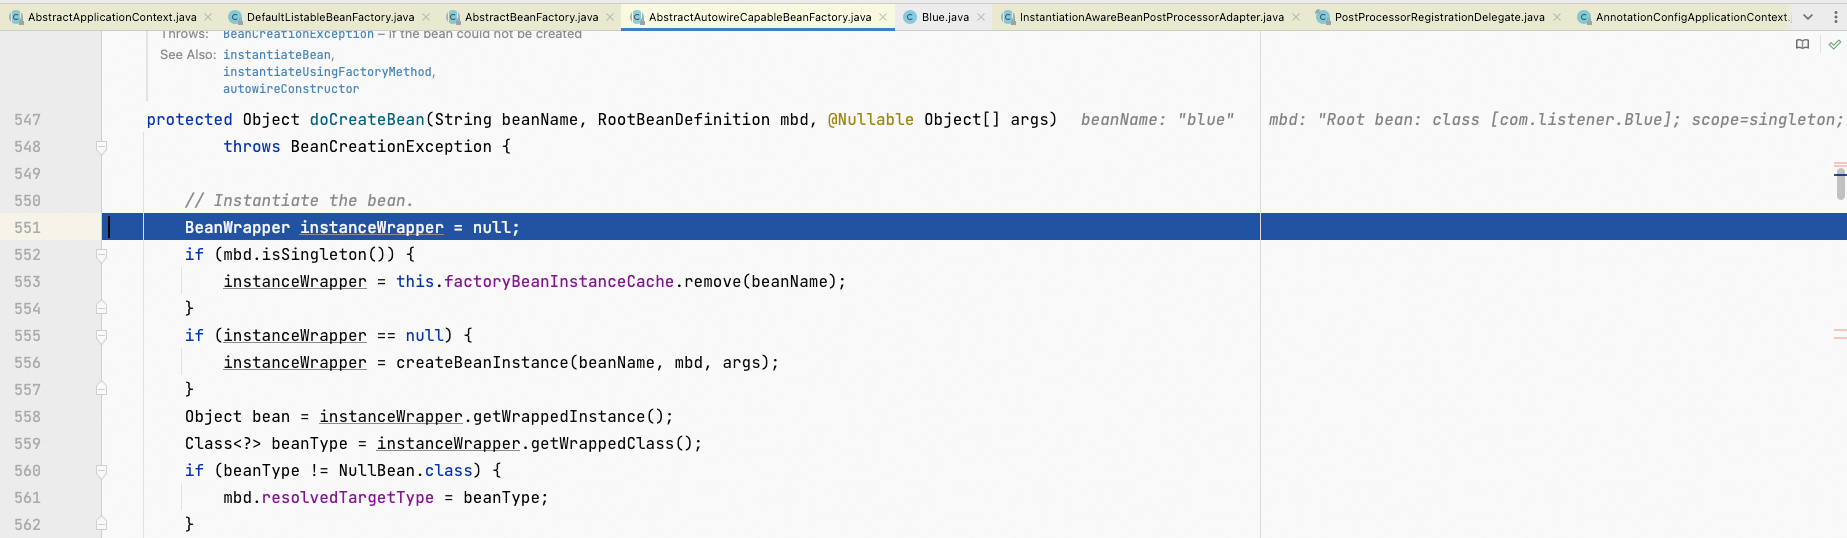 AbstractApplicationContext.java DefaultListableBeanFactory.java AbstractBeanFactory.java AbstractAutowireCapableBeanFactory.java Blue.java InstantiationAwareBeanPostProcessorAdapter.java PostProcessorRegistrationDelegate.java AnnotationConfigApplicationContext.
Throws: BeanCreationException – if the bean could not be created
See Also: instantiateBean,
instantiateUsingFactoryMethod,
autowireConstructor
547 protected Object doCreateBean(String beanName, RootBeanDefinition mbd, @Nullable Object[] args) beanName: "blue" mbd: "Root bean: class [com.listener.Blue]; scope=singleton;
548 throws BeanCreationException {
549
550 // Instantiate the bean.
551 BeanWrapper instanceWrapper = null;
552 if (mbd.isSingleton()) {
553 instanceWrapper = this.factoryBeanInstanceCache.remove(beanName);
554 }
555 if (instanceWrapper == null) {
556 instanceWrapper = createBeanInstance(beanName, mbd, args);
557 }
558 Object bean = instanceWrapper.getWrappedInstance();
559 Class<?> beanType = instanceWrapper.getWrappedClass();
560 if (beanType != NullBean.class) {
561 mbd.resolvedTargetType = beanType;
562 }